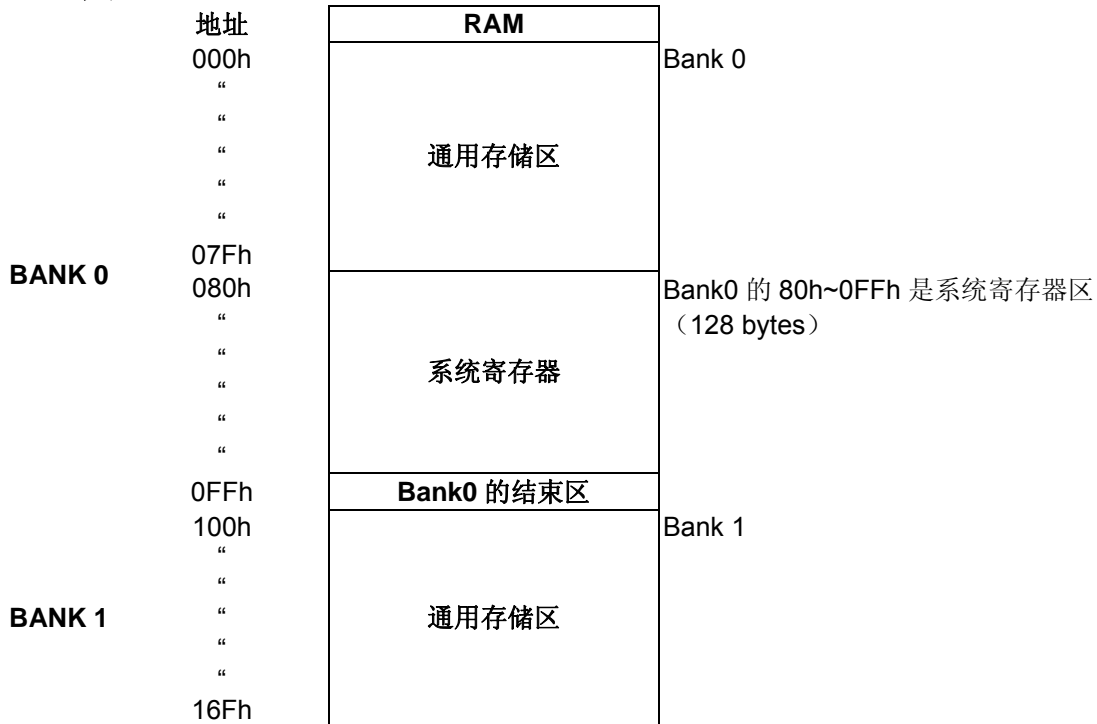 地址 RAM
000h Bank 0
“
“
“ 通用存储区
“
“
07Fh
BANK 0
080h Bank0 的 80h~0FFh 是系统寄存器区
“ （128 bytes）
“
“ 系统寄存器
“
“
0FFh Bank0 的结束区
100h Bank 1
“
“
BANK 1 “ 通用存储区
“
“
16Fh